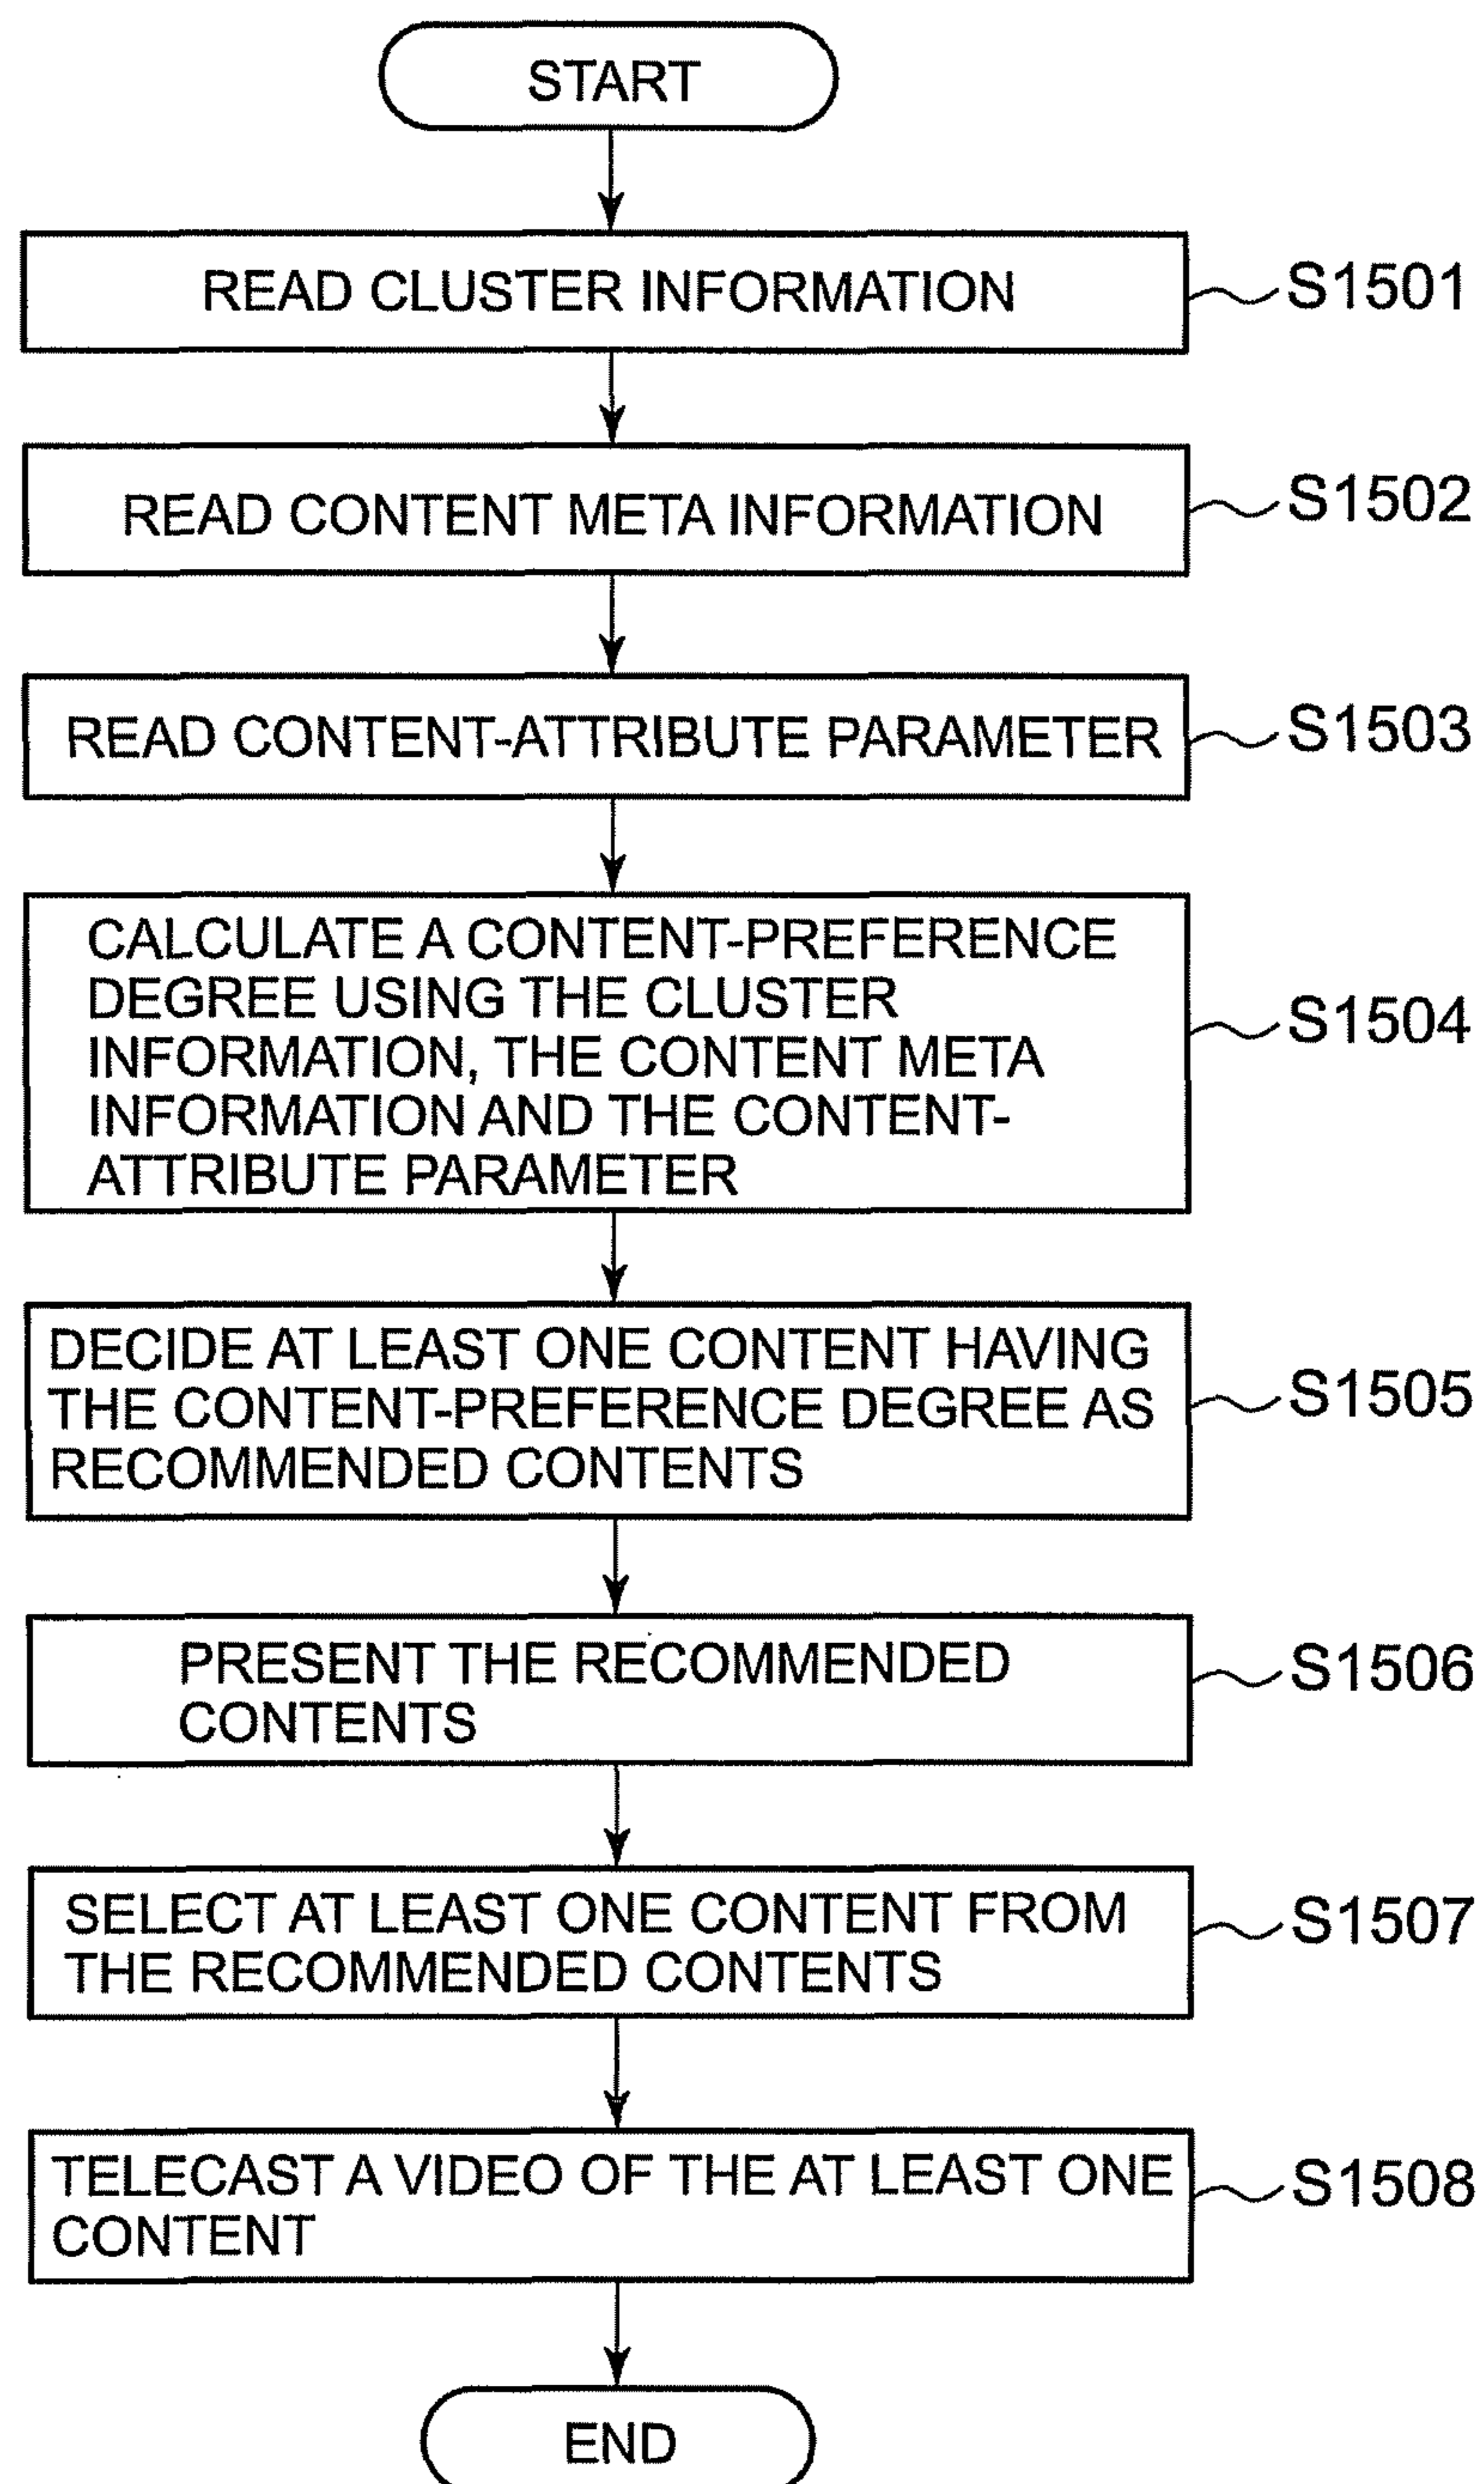 START
READ CLUSTER INFORMATION
S1501
READ CONTENT META INFORMATION
S1502
READ CONTENT-ATTRIBUTE PARAMETER
S1503
CALCULATE A CONTENT-PREFERENCE
DEGREE USING THE CLUSTER
INFORMATION, THE CONTENT META
INFORMATION AND THE CONTENT-
ATTRIBUTE PARAMETER
S1504
DECIDE AT LEAST ONE CONTENT HAVING
THE CONTENT-PREFERENCE DEGREE AS
RECOMMENDED CONTENTS
S1505
PRESENT THE RECOMMENDED
CONTENTS
S1506
SELECT AT LEAST ONE CONTENT FROM
THE RECOMMENDED CONTENTS
S1507
TELECAST A VIDEO OF THE AT LEAST ONE
CONTENT
S1508
END